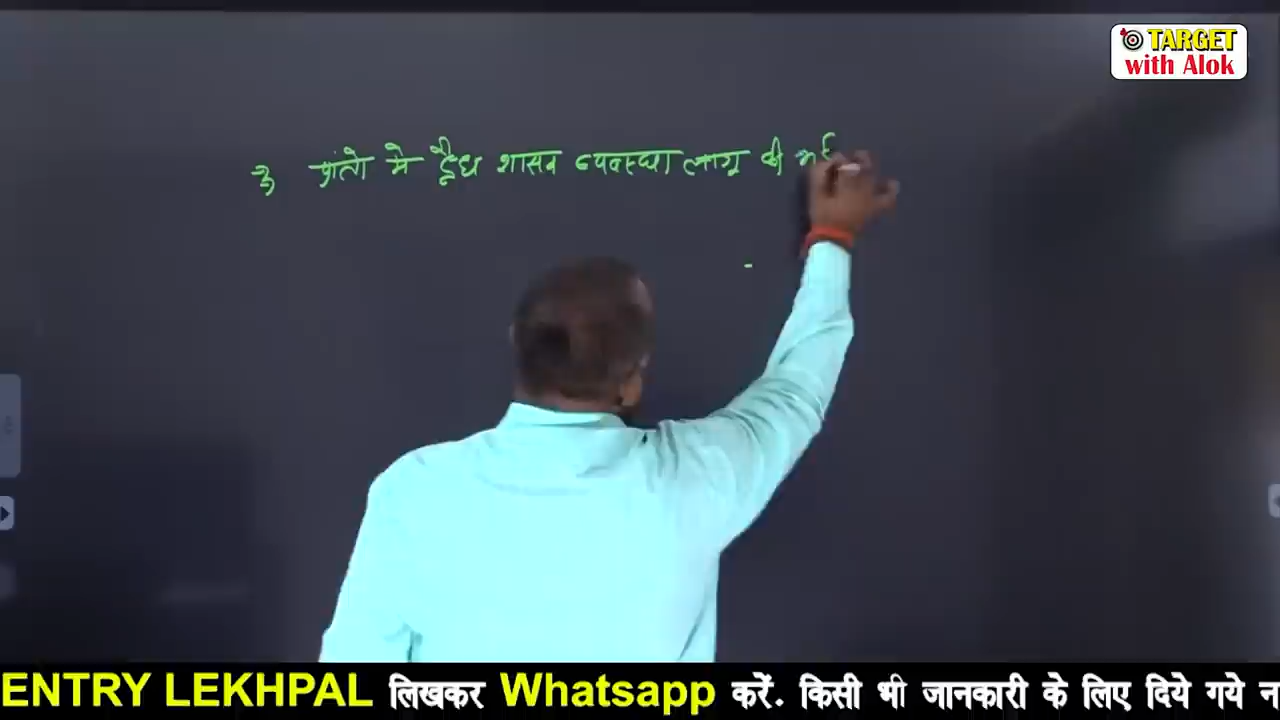 TARGET
with Alok
3 प्रांतो मे द्वैध शासन व्यवस्था लागू की गई
ENTRY LEKHPAL लिखकर Whatsapp करें. किसी भी जानकारी के लिए दिये गये न